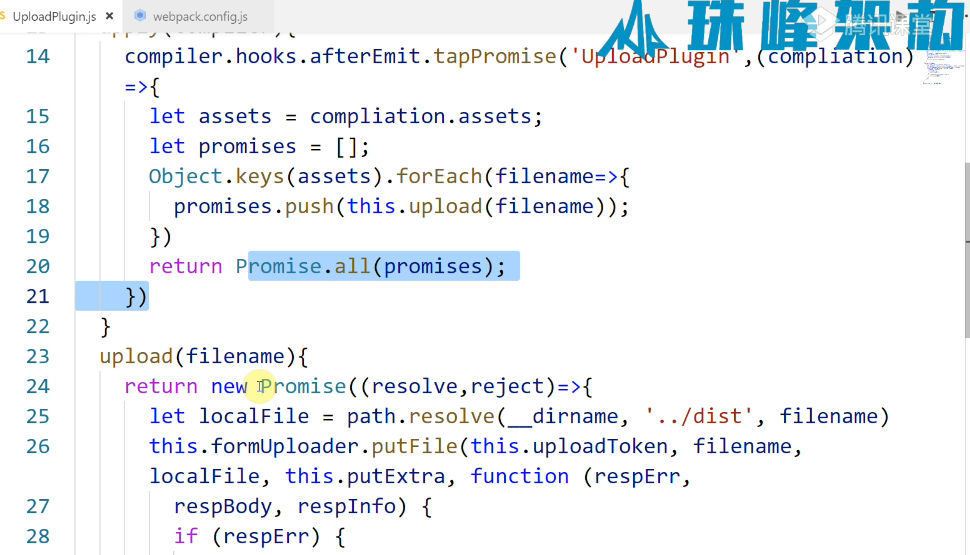 UploadPlugin.js × webpack.config.js
珠峰架构
腾讯课堂
apply(compiler){
14 compiler.hooks.afterEmit.tapPromise('UploadPlugin',(compliation)
=>{
15 let assets = compliation.assets;
16 let promises = [];
17 Object.keys(assets).forEach(filename=>{
18 promises.push(this.upload(filename));
19 })
20 return Promise.all(promises);
21 })
22 }
23 upload(filename){
24 return new Promise((resolve,reject)=>{
25 let localFile = path.resolve(__dirname, '../dist', filename)
26 this.formUploader.putFile(this.uploadToken, filename,
localFile, this.putExtra, function (respErr,
27 respBody, respInfo) {
28 if (respErr) {